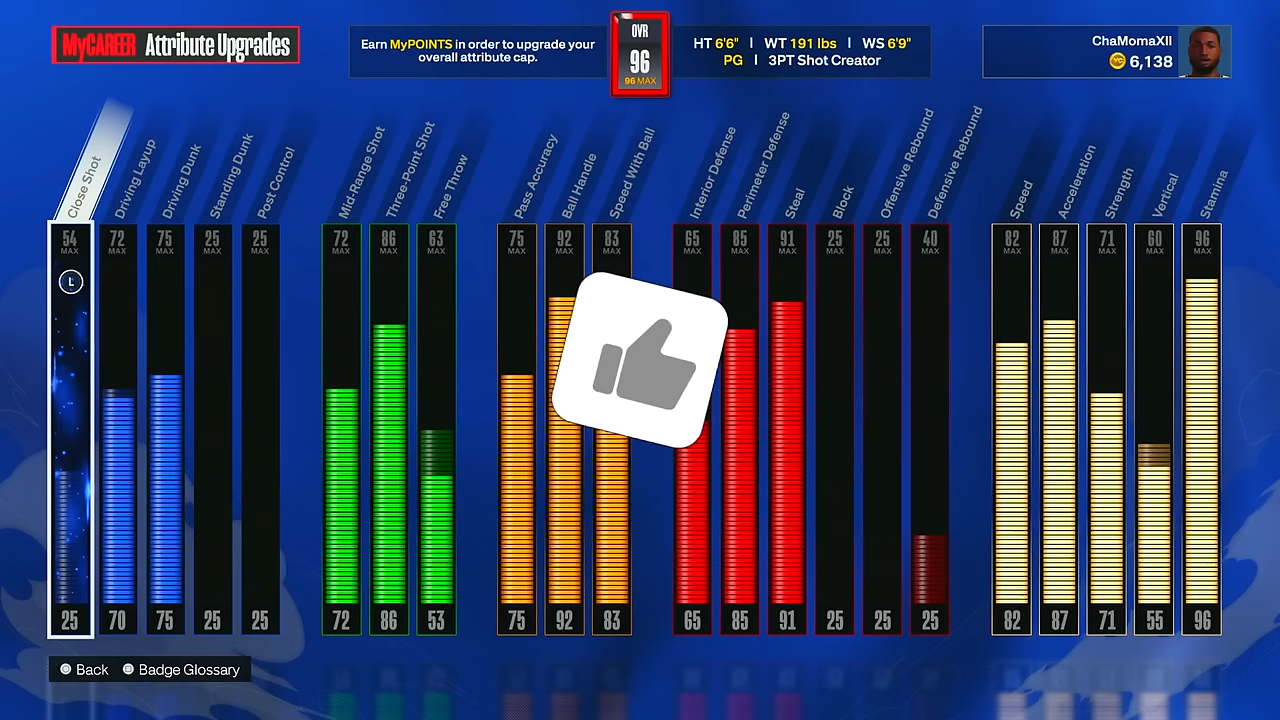 MyCAREER Attribute Upgrades
Earn MyPOINTS in order to upgrade your
overall attribute cap.
OVR
96
96 MAX
HT 6'6" | WT 191 lbs | WS 6'9"
PG | 3PT Shot Creator
ChaMomaXII
VC 6,138
Close Shot
Driving Layup
Driving Dunk
Standing Dunk
Post Control
Mid-Range Shot
Three-Point Shot
Free Throw
Pass Accuracy
Ball Handle
Speed With Ball
Interior Defense
Perimeter Defense
Steal
Block
Offensive Rebound
Defensive Rebound
Speed
Acceleration
Strength
Vertical
Stamina
54 72 75 25 25 72 86 63 75 92 83 65 85 91 25 25 40 82 87 71 60 96
MAX MAX MAX MAX MAX MAX MAX MAX MAX MAX MAX MAX MAX MAX MAX MAX MAX MAX MAX MAX MAX MAX
L
25 70 75 25 25 72 86 53 75 92 83 65 85 91 25 25 25 82 87 71 55 96
Back Badge Glossary